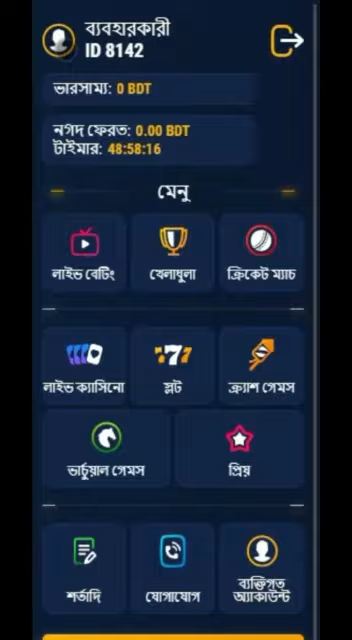 ব্যবহারকারী
ID 8142
ভারসাম্য: 0 BDT
নগদ ফেরত: 0.00 BDT
টাইমার: 48:58:16
মেনু
লাইভ বেটিং
খেলাধুলা
ক্রিকেট ম্যাচ
লাইভ ক্যাসিনো
777
স্লট
ক্র্যাশ গেমস
ভার্চুয়াল গেমস
প্রিয়
শর্তাদি
যোগাযোগ
ব্যক্তিগত
অ্যাকাউন্ট